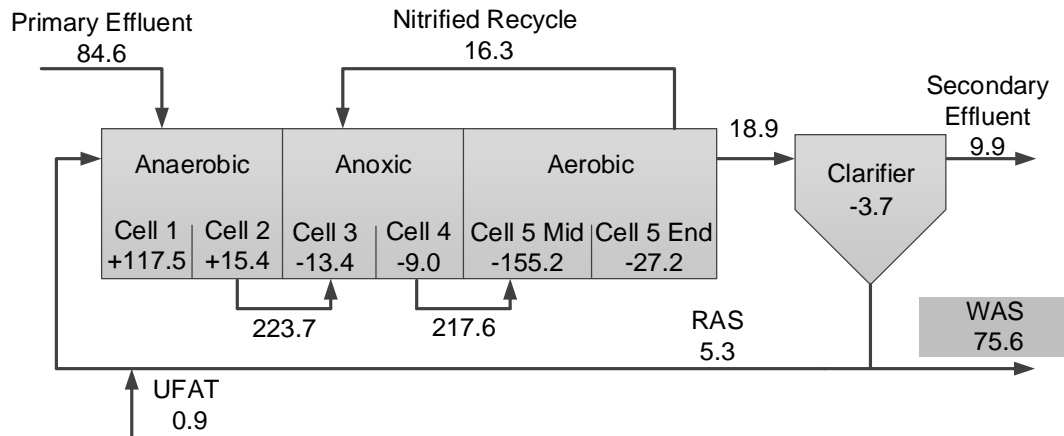 Primary Effluent
84.6
Nitrified Recycle
16.3
Secondary
Effluent
9.9
18.9
Anaerobic
Anoxic
Aerobic
Clarifier
-3.7
Cell 1
+117.5
Cell 2
+15.4
Cell 3
-13.4
Cell 4
-9.0
Cell 5 Mid
-155.2
Cell 5 End
-27.2
223.7
217.6
RAS
5.3
WAS
75.6
UFAT
0.9